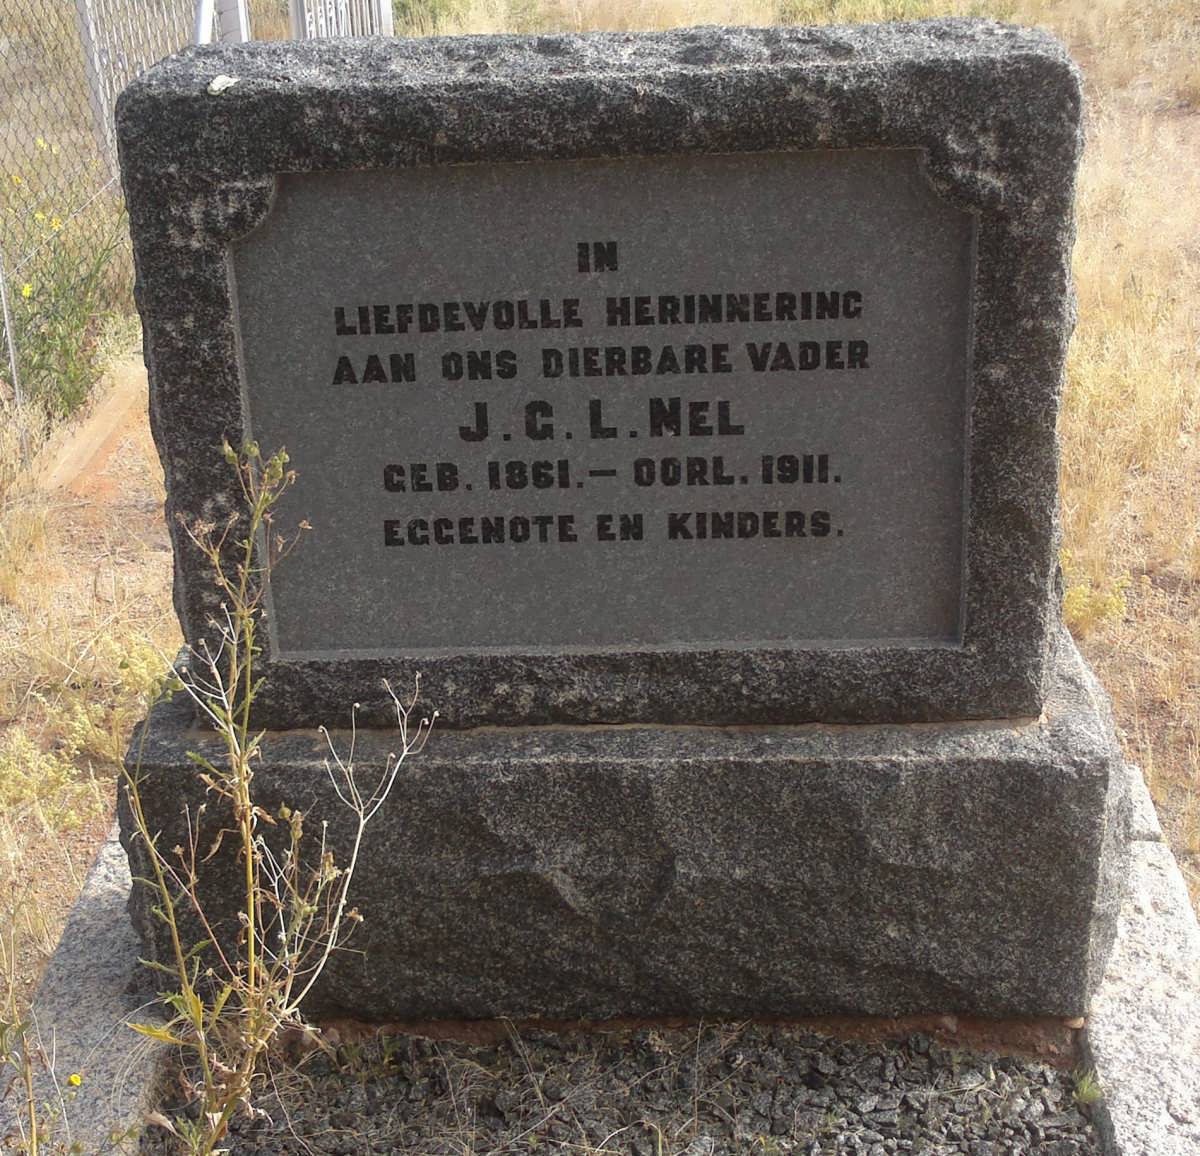 IN
LIEFDEVOLLE HERINNERING
AAN ONS DIERBARE VADER
J.G.L.NEL
GEB. 1861.— OORL. 1911.
EGGENOTE EN KINDERS.